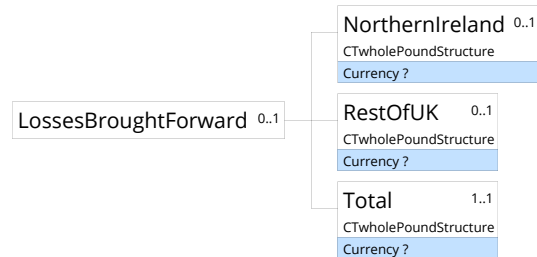 NorthernIreland 0..1
CTwholePoundStructure
Currency ?
LossesBroughtForward 0..1
RestOfUK 0..1
CTwholePoundStructure
Currency ?
Total 1..1
CTwholePoundStructure
Currency ?